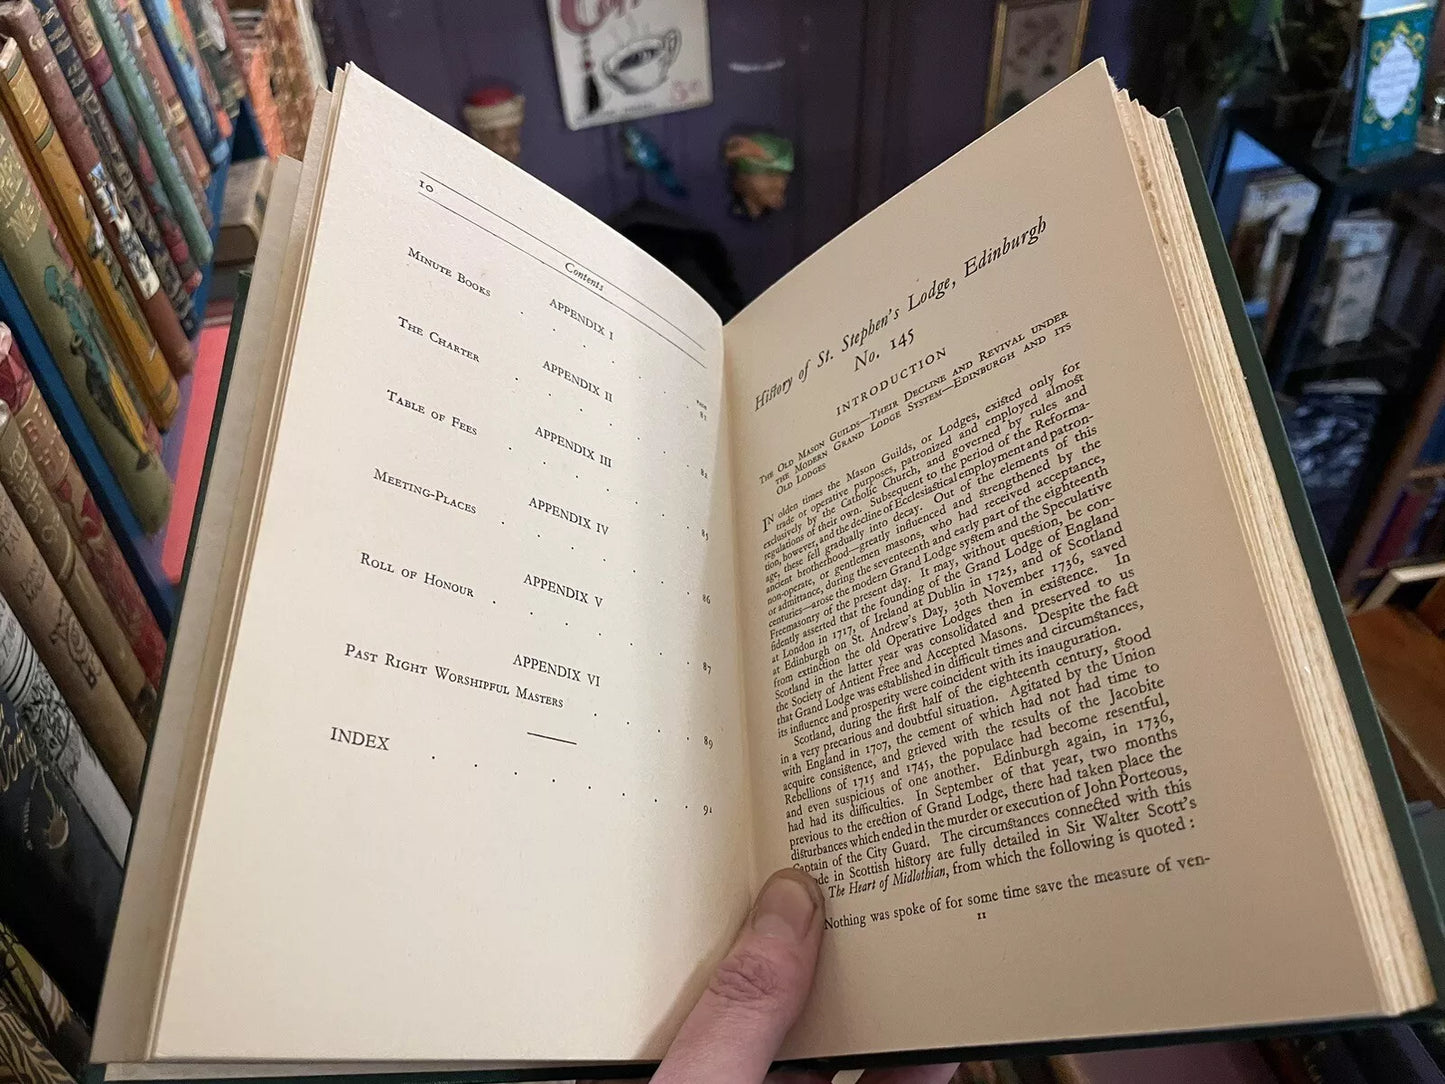 10
Contents
PAGE
APPENDIX I
Minute Books
APPENDIX II
The Charter
82
APPENDIX III
Table of Fees
85
APPENDIX IV
Meeting-Places
86
APPENDIX V
Roll of Honour
87
APPENDIX VI
Past Right Worshipful Masters
89
INDEX
91
History of St. Stephen's Lodge, Edinburgh
No. 145
INTRODUCTION
The Old Mason Guilds—Their Decline and Revival under
the Modern Grand Lodge System—Edinburgh and its
Old Lodges
IN olden times the Mason Guilds, or Lodges, existed only for
trade or operative purposes, patronized and employed almost
exclusively by the Catholic Church, and governed by rules and
regulations of their own. Subsequent to the period of the Reforma-
tion, however, and the decline of Ecclesiastical employment and patron-
age, these fell gradually into decay. Out of the elements of this
ancient brotherhood—greatly influenced and strengthened by the
non-operate, or gentlemen masons, who had received acceptance,
or admittance, during the seventeenth and early part of the eighteenth
centuries—arose the modern Grand Lodge system and the Speculative
Freemasonry of the present day. It may, without question, be con-
fidently asserted that the founding of the Grand Lodge of England
at London in 1717, of Ireland at Dublin in 1725, and of Scotland
at Edinburgh on St. Andrew's Day, 30th November 1736, saved
from extinction the old Operative Lodges then in existence. In
Scotland in the latter year was consolidated and preserved to us
the Society of Antient Free and Accepted Masons. Despite the fact
that Grand Lodge was established in difficult times and circumstances,
its influence and prosperity were coincident with its inauguration.
Scotland, during the first half of the eighteenth century, stood
in a very precarious and doubtful situation. Agitated by the Union
with England in 1707, the cement of which had not had time to
acquire consistence, and grieved with the results of the Jacobite
Rebellions of 1715 and 1745, the populace had become resentful,
and even suspicious of one another. Edinburgh again, in 1736,
had had its difficulties. In September of that year, two months
previous to the erection of Grand Lodge, there had taken place the
disturbances which ended in the murder or execution of John Porteous,
Captain of the City Guard. The circumstances connected with this
in Scottish history are fully detailed in Sir Walter Scott's
The Heart of Midlothian, from which the following is quoted:
Nothing was spoke of for some time save the measure of ven-
11